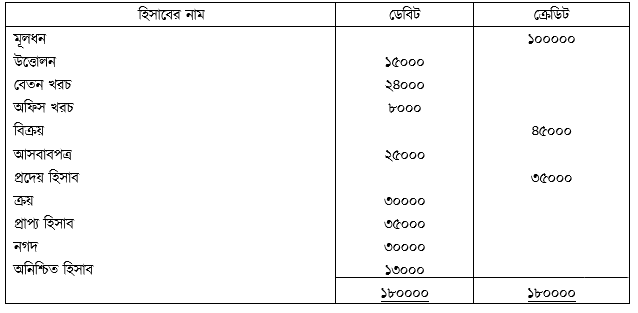 হিসাবের নাম ডেবিট ক্রেডিট
মূলধন ১০০০০০
উত্তোলন ১৫০০০
বেতন খরচ ২৪০০০
অফিস খরচ ৮০০০
বিক্রয় ৪৫০০০
আসবাবপত্র ২৫০০০
প্রদেয় হিসাব ৩৫০০০
ক্রয় ৩০০০০
প্রাপ্য হিসাব ৩৫০০০
নগদ ৩০০০০
অনিশ্চিত হিসাব ১৩০০০
১৮০০০০ ১৮০০০০